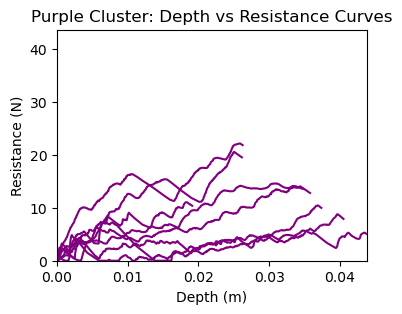 Purple Cluster: Depth vs Resistance Curves
Resistance (N)
40
30
20
10
0
0.00 0.01 0.02 0.03 0.04
Depth (m)